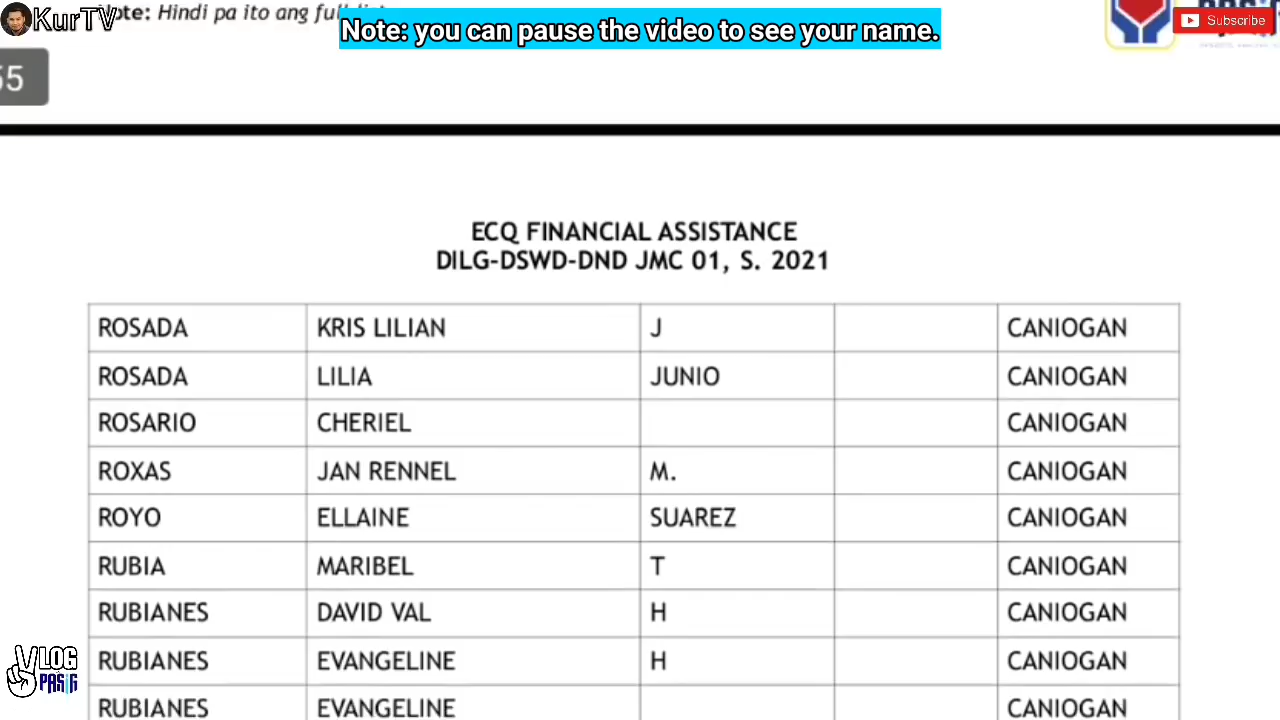 KurTV
Note: Hindi pa ito ang full list
Note: you can pause the video to see your name.
Subscribe
55
ECQ FINANCIAL ASSISTANCE
DILG-DSWD-DND JMC 01, S. 2021
ROSADA KRIS LILIAN J CANIOGAN
ROSADA LILIA JUNIO CANIOGAN
ROSARIO CHERIEL CANIOGAN
ROXAS JAN RENNEL M. CANIOGAN
ROYO ELLAINE SUAREZ CANIOGAN
RUBIA MARIBEL T CANIOGAN
RUBIANES DAVID VAL H CANIOGAN
RUBIANES EVANGELINE H CANIOGAN
RUBIANES EVANGELINE CANIOGAN
VLOG
PASIG